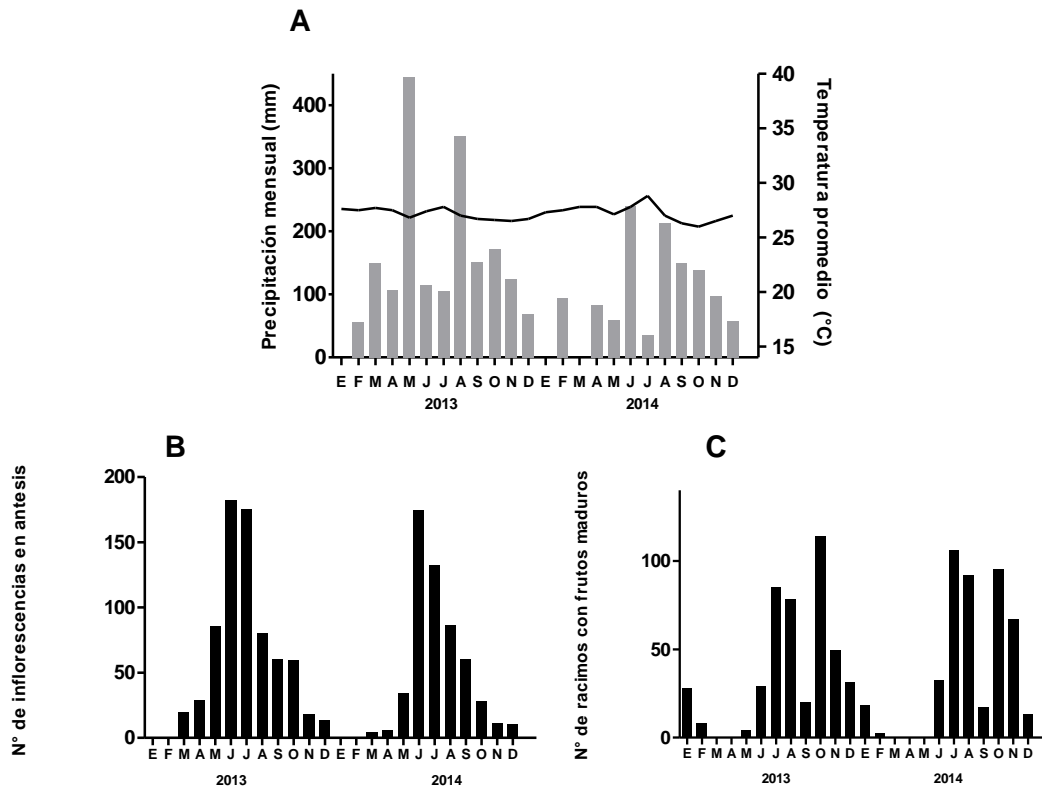 A
Precipitación mensual (mm)
400
300
200
100
0
40
35
30
25
20
15
Temperatura promedio (°C)
E F M A M J J A S O N D E F M A M J J A S O N D
2013 2014
B
N° de inflorescencias en antesis
200
150
100
50
0
E F M A M J J A S O N D E F M A M J J A S O N D
2013 2014
C
N° de racimos con frutos maduros
100
50
0
E F M A M J J A S O N D E F M A M J J A S O N D
2013 2014